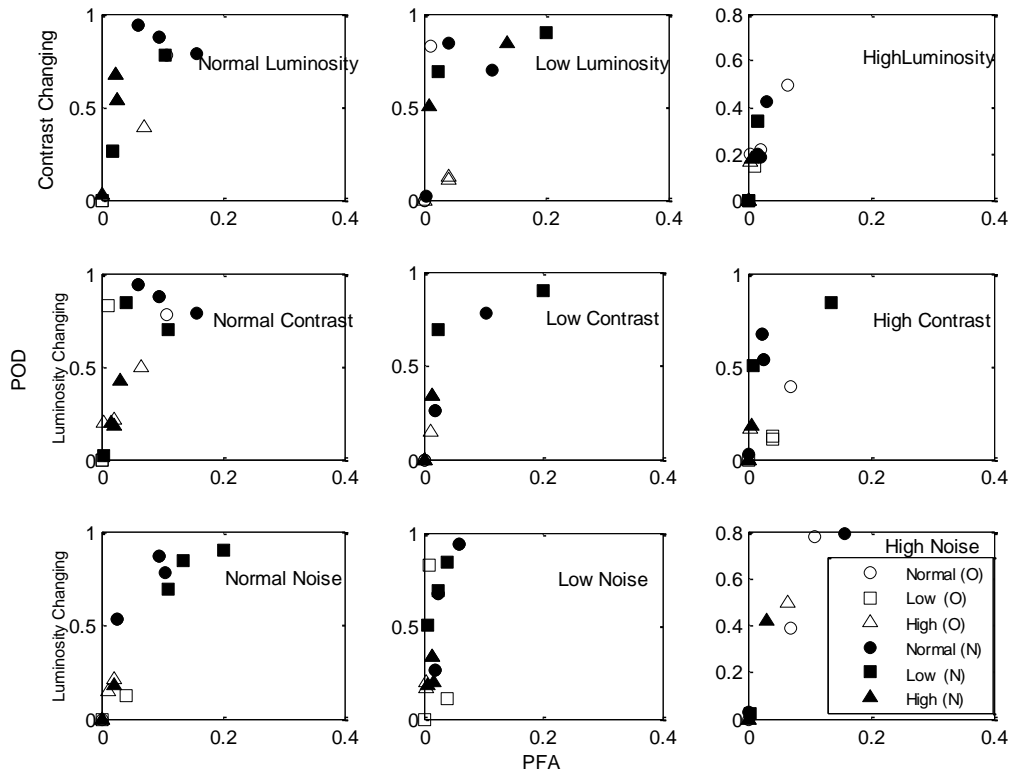 Contrast Changing
1
0.5
0
0
0.2
0.4
Normal Luminosity
1
0.5
0
0
0.2
0.4
Low Luminosity
0.8
0.6
0.4
0.2
0
0
0.2
0.4
HighLuminosity
POD
Luminosity Changing
1
0.5
0
0
0.2
0.4
Normal Contrast
1
0.5
0
0
0.2
0.4
Low Contrast
1
0.5
0
0
0.2
0.4
High Contrast
Luminosity Changing
1
0.5
0
0
0.2
0.4
Normal Noise
1
0.5
0
0
0.2
0.4
Low Noise
PFA
0.8
0.6
0.4
0.2
0
0
0.2
0.4
High Noise
Normal (O)
Low (O)
High (O)
Normal (N)
Low (N)
High (N)